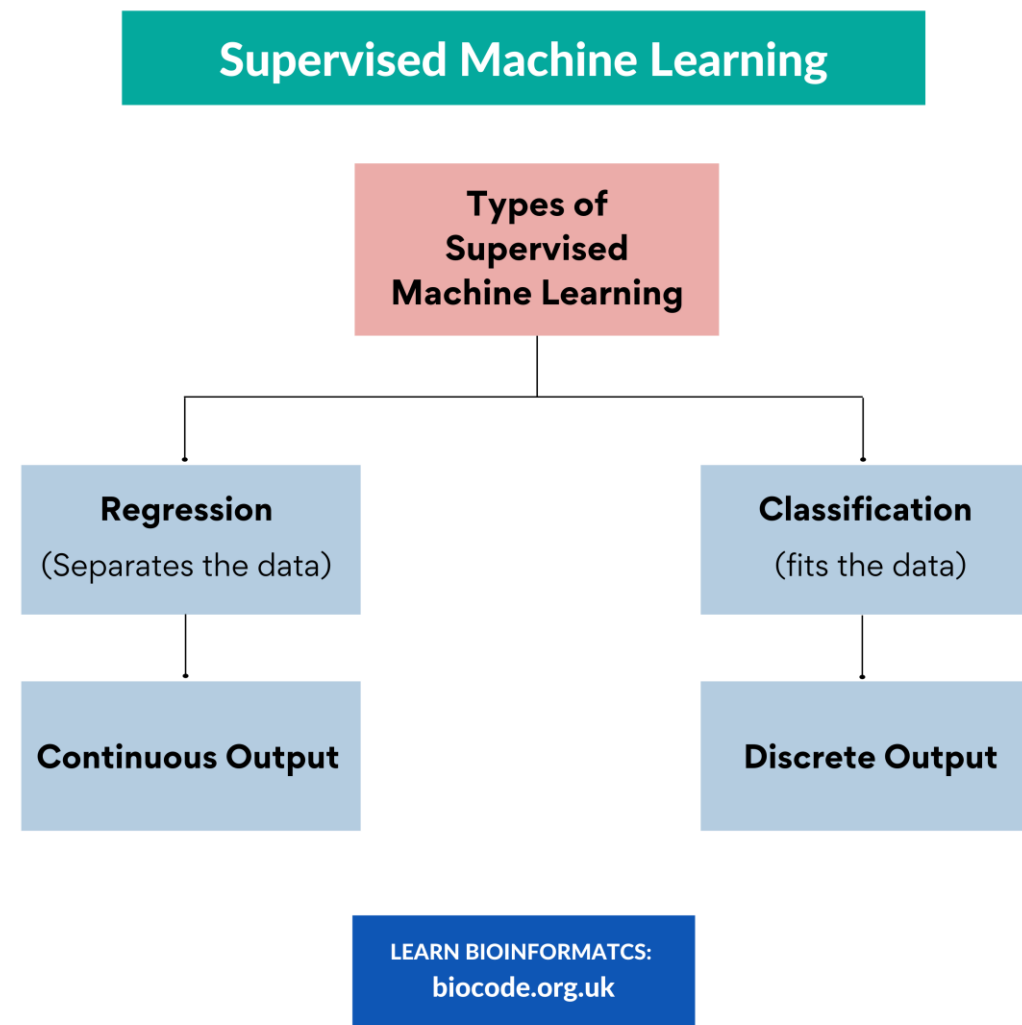 Supervised Machine Learning
Types of
Supervised
Machine Learning
Regression
(Separates the data)
Classification
(fits the data)
Continuous Output
Discrete Output
LEARN BIOINFORMATCS:
biocode.org.uk